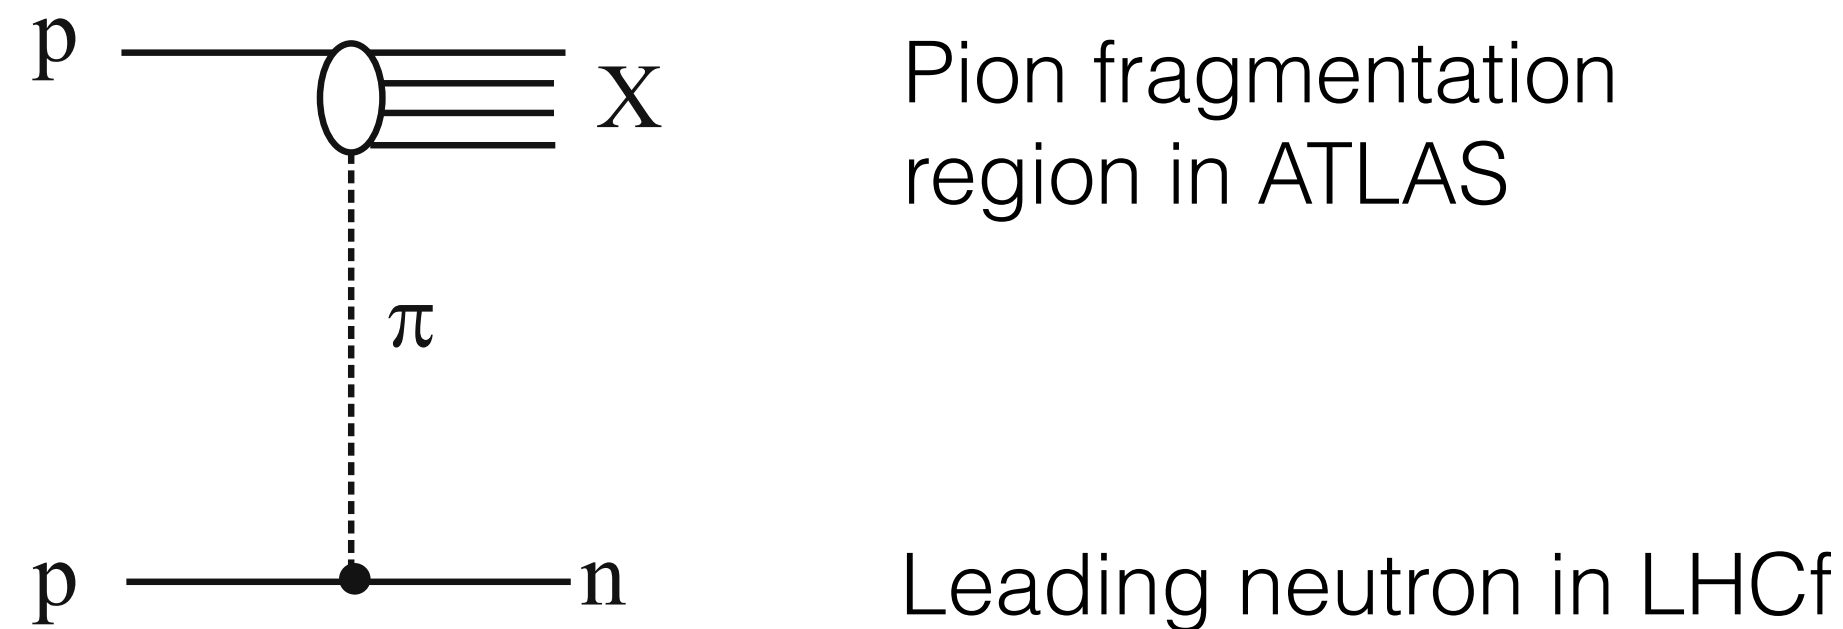 p
X
Pion fragmentation
region in ATLAS
π
p
n
Leading neutron in LHCf